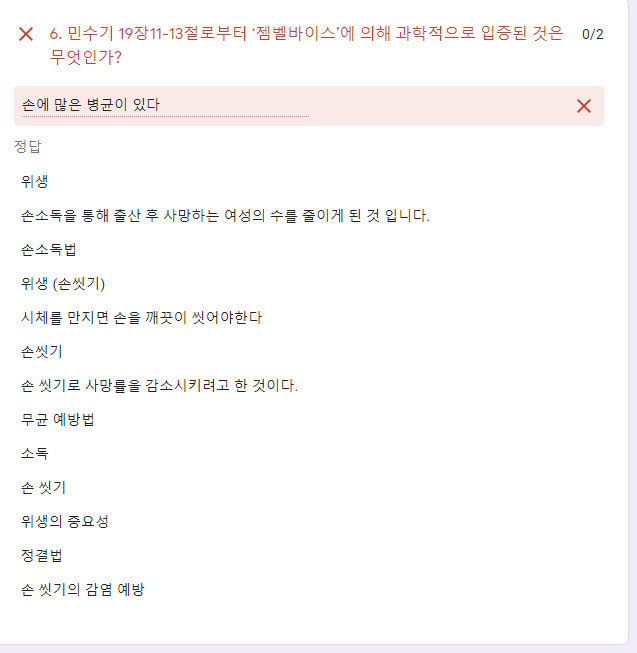 6. 민수기 19장11-13절로부터 '젬벨바이스'에 의해 과학적으로 입증된 것은
무엇인가?
0/2
손에 많은 병균이 있다
정답
위생
손소독을 통해 출산 후 사망하는 여성의 수를 줄이게 된 것 입니다.
손소독법
위생 (손씻기)
시체를 만지면 손을 깨끗이 씻어야한다
손씻기
손 씻기로 사망률을 감소시키려고 한 것이다.
무균 예방법
소독
손 씻기
위생의 중요성
정결법
손 씻기의 감염 예방